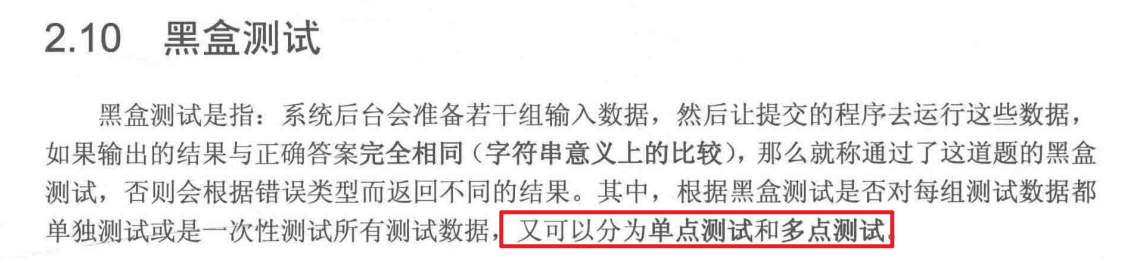 2.10 黑盒测试
黑盒测试是指：系统后台会准备若干组输入数据，然后让提交的程序去运行这些数据，
如果输出的结果与正确答案完全相同（字符串意义上的比较），那么就称通过了这道题的黑盒
测试，否则会根据错误类型而返回不同的结果。其中，根据黑盒测试是否对每组测试数据都
单独测试或是一次性测试所有测试数据，又可以分为单点测试和多点测试。